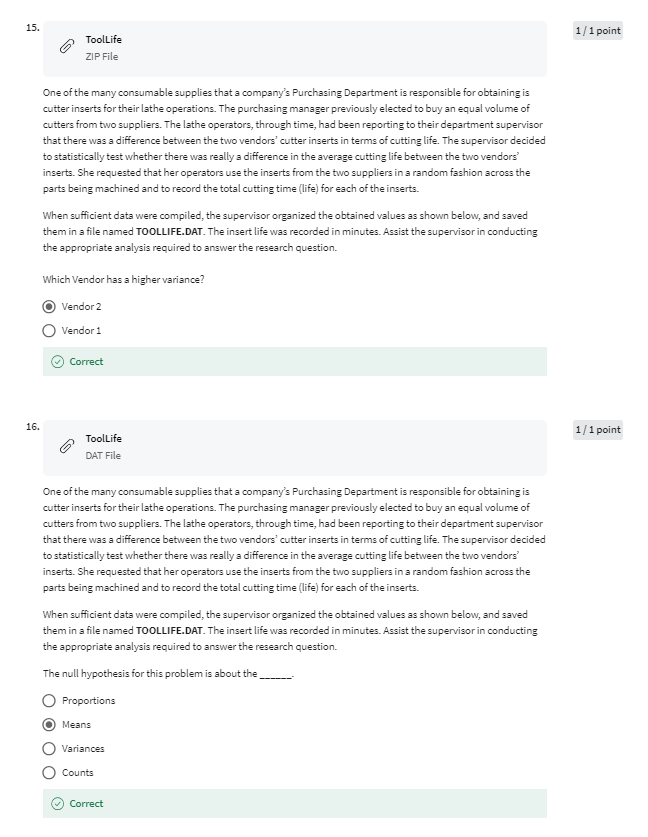 15.
ToolLife
ZIP File
1 / 1 point
One of the many consumable supplies that a company's Purchasing Department is responsible for obtaining is
cutter inserts for their lathe operations. The purchasing manager previously elected to buy an equal volume of
cutters from two suppliers. The lathe operators, through time, had been reporting to their department supervisor
that there was a difference between the two vendors' cutter inserts in terms of cutting life. The supervisor decided
to statistically test whether there was really a difference in the average cutting life between the two vendors'
inserts. She requested that her operators use the inserts from the two suppliers in a random fashion across the
parts being machined and to record the total cutting time (life) for each of the inserts.
When sufficient data were compiled, the supervisor organized the obtained values as shown below, and saved
them in a file named TOOLLIFE.DAT. The insert life was recorded in minutes. Assist the supervisor in conducting
the appropriate analysis required to answer the research question.
Which Vendor has a higher variance?
Vendor 2
Vendor 1
Correct
16.
ToolLife
DAT File
1 / 1 point
One of the many consumable supplies that a company's Purchasing Department is responsible for obtaining is
cutter inserts for their lathe operations. The purchasing manager previously elected to buy an equal volume of
cutters from two suppliers. The lathe operators, through time, had been reporting to their department supervisor
that there was a difference between the two vendors' cutter inserts in terms of cutting life. The supervisor decided
to statistically test whether there was really a difference in the average cutting life between the two vendors'
inserts. She requested that her operators use the inserts from the two suppliers in a random fashion across the
parts being machined and to record the total cutting time (life) for each of the inserts.
When sufficient data were compiled, the supervisor organized the obtained values as shown below, and saved
them in a file named TOOLLIFE.DAT. The insert life was recorded in minutes. Assist the supervisor in conducting
the appropriate analysis required to answer the research question.
The null hypothesis for this problem is about the ______.
Proportions
Means
Variances
Counts
Correct